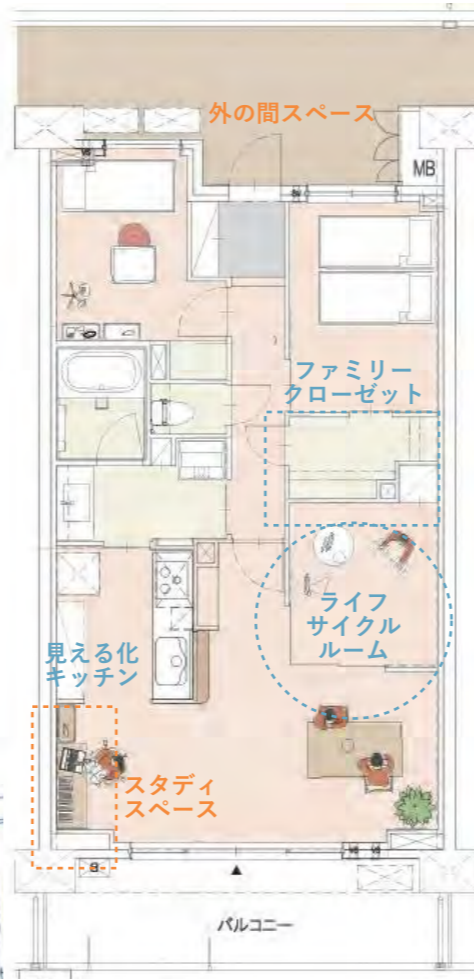 外の間スペース
MB
ファミリー
クローゼット
ライフ
サイクル
ルーム
見える化
キッチン
スタディ
スペース
バルコニー